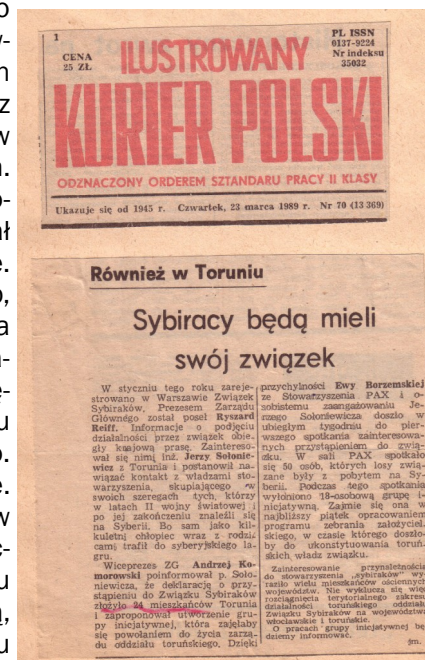 1
CENA
25 ZŁ
PL ISSN
0137-9224
Nr indeksu
35032
ILUSTROWANY
KURIER POLSKI
ODZNACZONY ORDEREM SZTANDARU PRACY II KLASY
Ukazuje się od 1945 r. Czwartek, 23 marca 1989 r. Nr 70 (13 369)
Również w Toruniu
Sybiracy będą mieli
swój związek
W styczniu tego roku zareje-
strowano w Warszawie Związek
Sybiraków, Prezesem Zarządu
Głównego został poseł Ryszard
Reiff. Informacje o podjęciu
działalności przez związek obie-
gły krajową prasę. Zaintereso-
wał się nimi inż. Jerzy Sołonie-
wicz z Torunia i postanowił na-
wiązać kontakt z władzami sto-
warzyszenia, skupiającego w
swoich szeregach tych, którzy
w latach II wojny światowej i
po jej zakończeniu znaleźli się
na Syberii. Bo sam jako kil-
kuletni chłopiec wraz z rodzi-
cami trafił do syberyjskiego ła-
gru.
Wiceprezes ZG Andrzej Ko-
morowski poinformował p. Soło-
niewicza, że deklarację o przy-
stąpieniu do Związku Sybiraków
złożyło 24 mieszkańców Torunia
i zaproponował utworzenie gru-
py inicjatywnej, która zajęłaby
się powołaniem do życia zarzą-
du oddziału toruńskiego. Dzięki
przychylności Ewy Borzemskiej
ze Stowarzyszenia PAX i o-
sobistemu zaangażowaniu Je-
rzego Sołoniewicza doszło w
ubiegłym tygodniu do pier-
wszego spotkania zainteresowa-
nych przystąpieniem do zwią-
zku. W sali PAX spotkało
się 50 osób, których losy zwią-
zane były z pobytem na Sy-
berii. Podczas tego spotkania
wyłoniono 18-osobową grupę i-
nicjatywną. Zajmie się ona w
najbliższy piątek opracowaniem
programu zebrania założyciel-
skiego, w czasie którego doszło-
by do ukonstytuowania toruń-
skich władz związku.
Zainteresowanie przynależnością
do stowarzyszenia „sybiraków" wy-
raziło wielu mieszkańców ościennych
województw. Nie wyklucza się więc
rozciągnięcia terytorialnego zakresu
działalności toruńskiego oddziału
Związku Sybiraków na województwa
włocławskie i toruńskie.
O pracach grupy inicjatywnej bę-
dziemy informować.